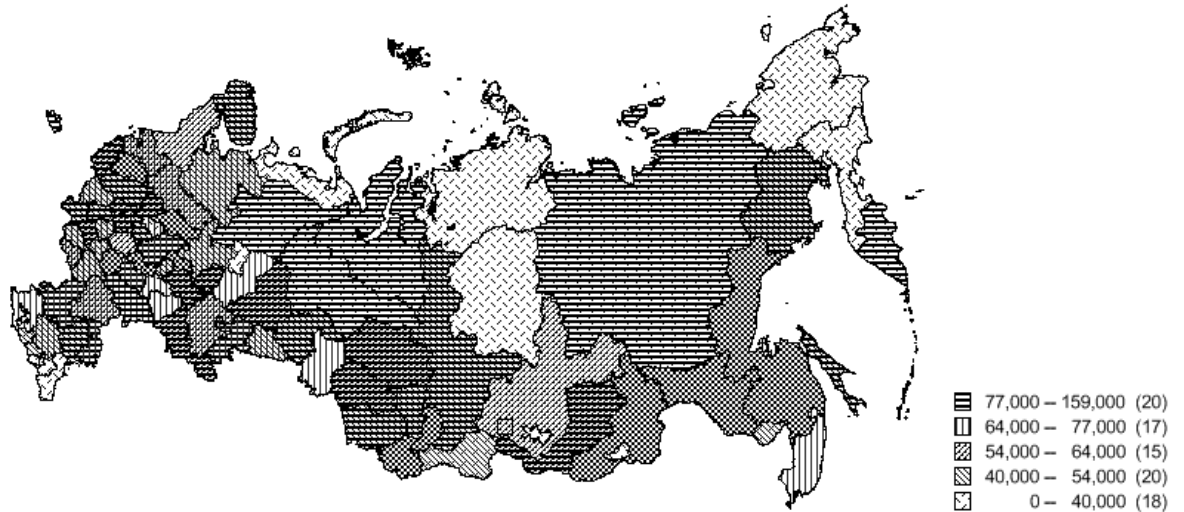 77,000 – 159,000 (20)
64,000 – 77,000 (17)
54,000 – 64,000 (15)
40,000 – 54,000 (20)
0 – 40,000 (18)